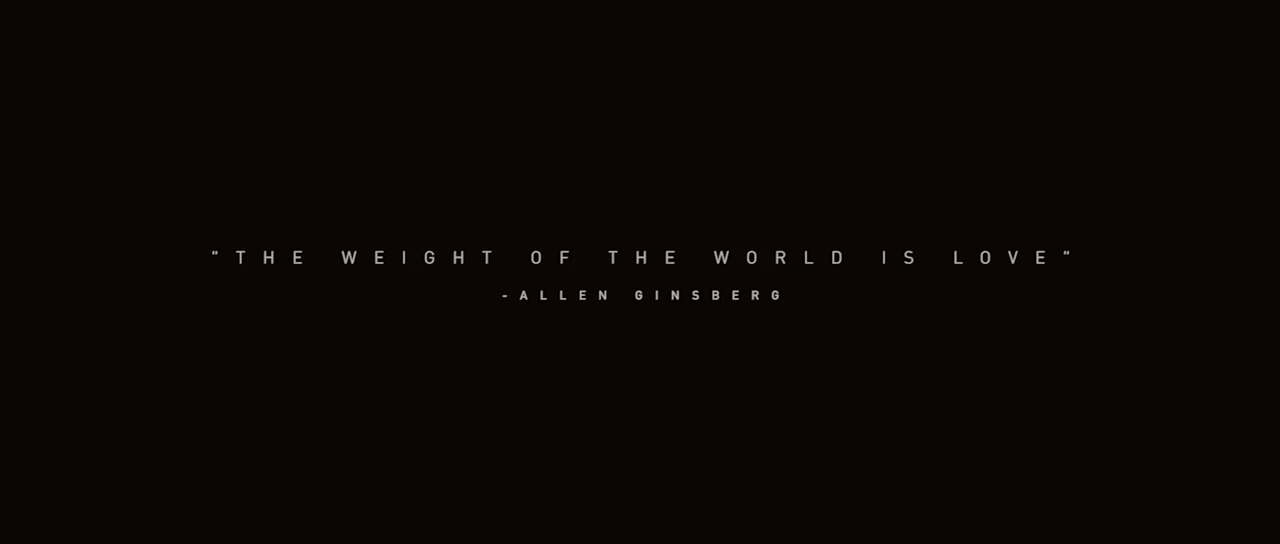 "THE WEIGHT OF THE WORLD IS LOVE"
-ALLEN GINSBERG